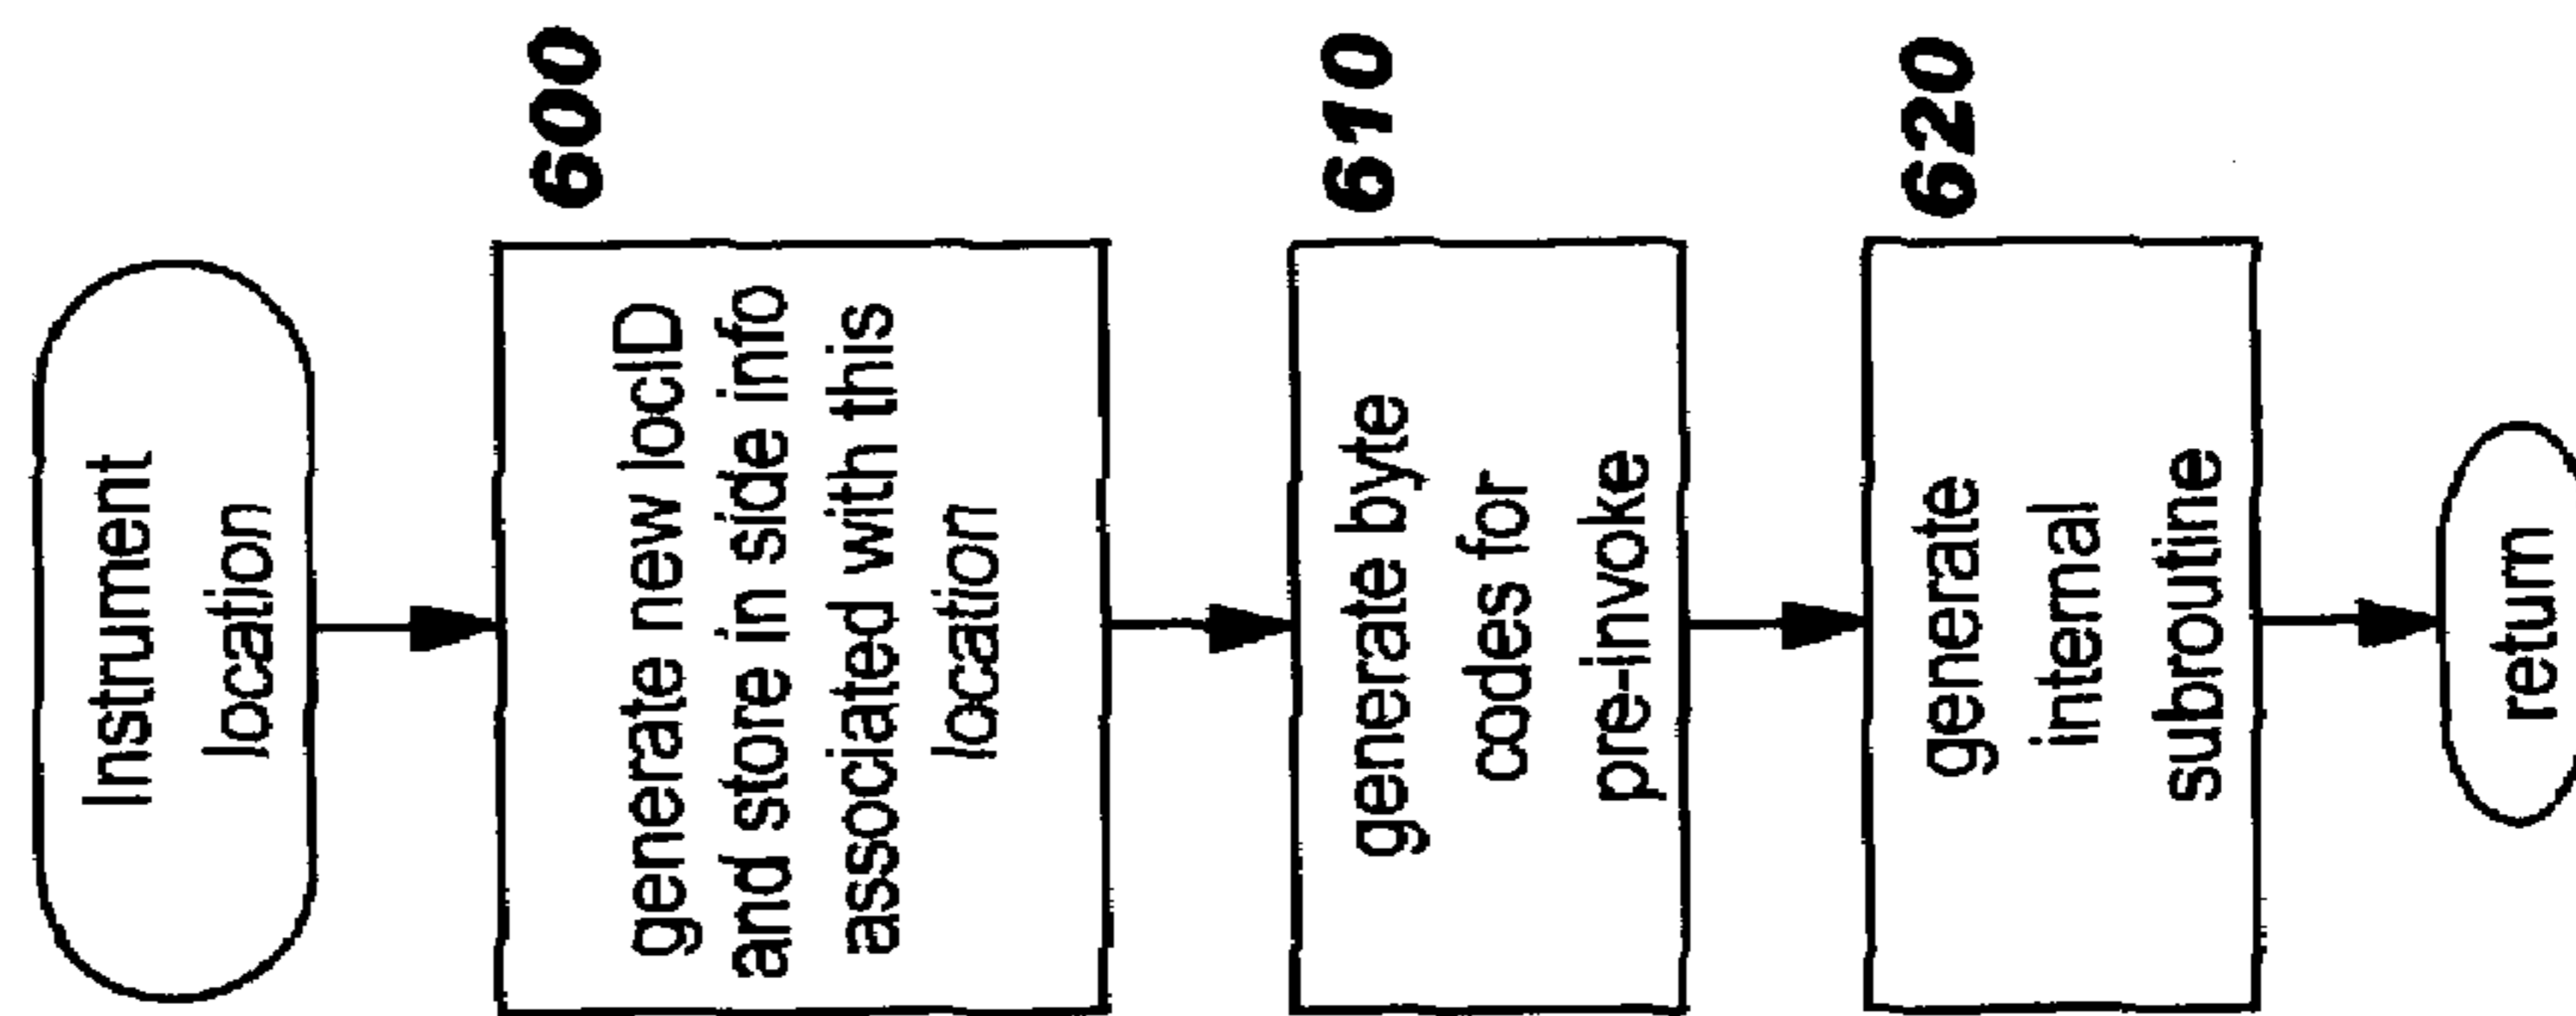 Instrument
location
600
generate new locID
and store in side info
associated with this
location
610
generate byte
codes for
pre-invoke
620
generate
internal
subroutine
return